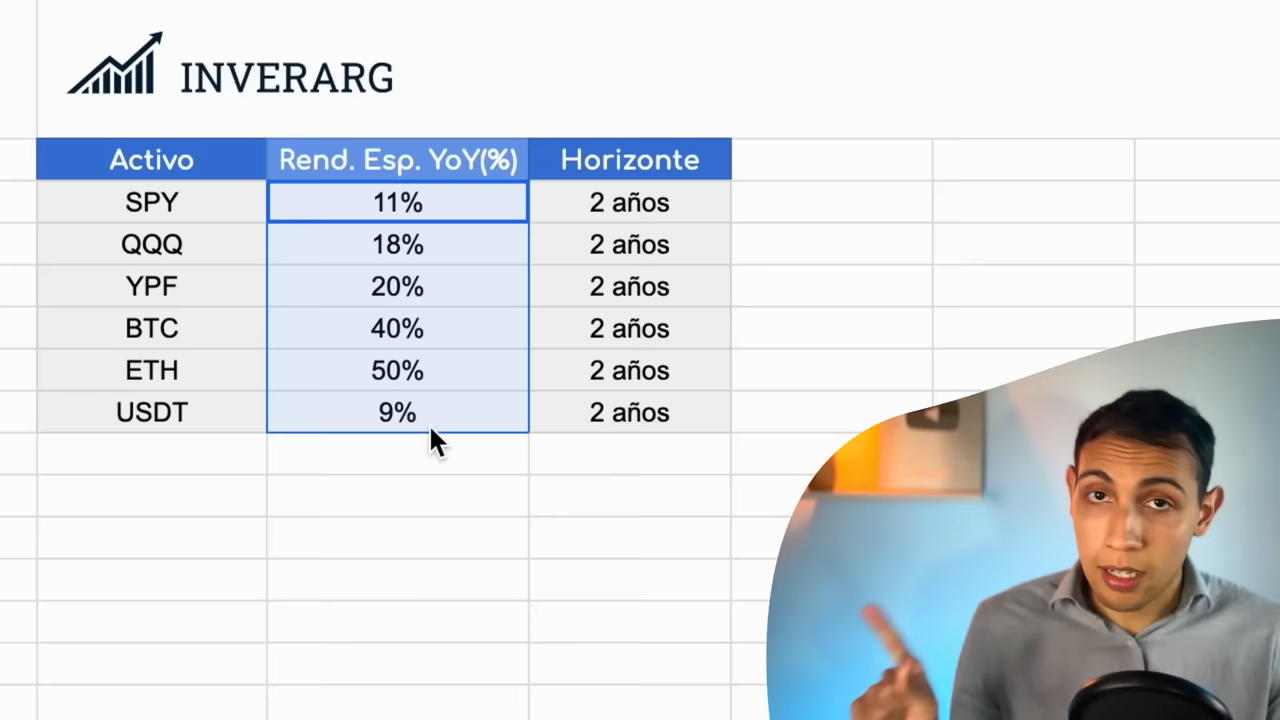 INVERARG
Activo Rend. Esp. YoY(%) Horizonte
SPY 11% 2 años
QQQ 18% 2 años
YPF 20% 2 años
BTC 40% 2 años
ETH 50% 2 años
USDT 9% 2 años